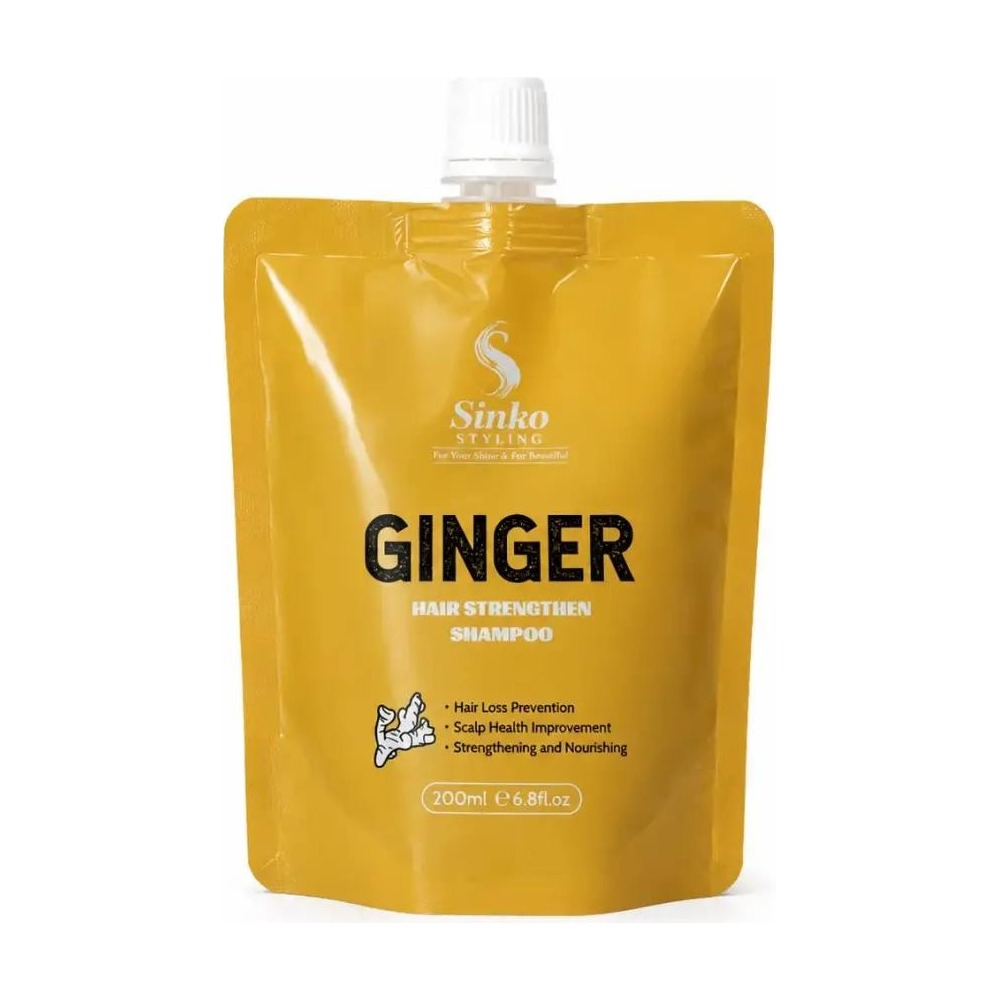 Sinko
STYLING
For Your Shine & For Beautiful
GINGER
HAIR STRENGTHEN
SHAMPOO
• Hair Loss Prevention
• Scalp Health Improvement
• Strengthening and Nourishing
200ml ℮6.8fl.oz